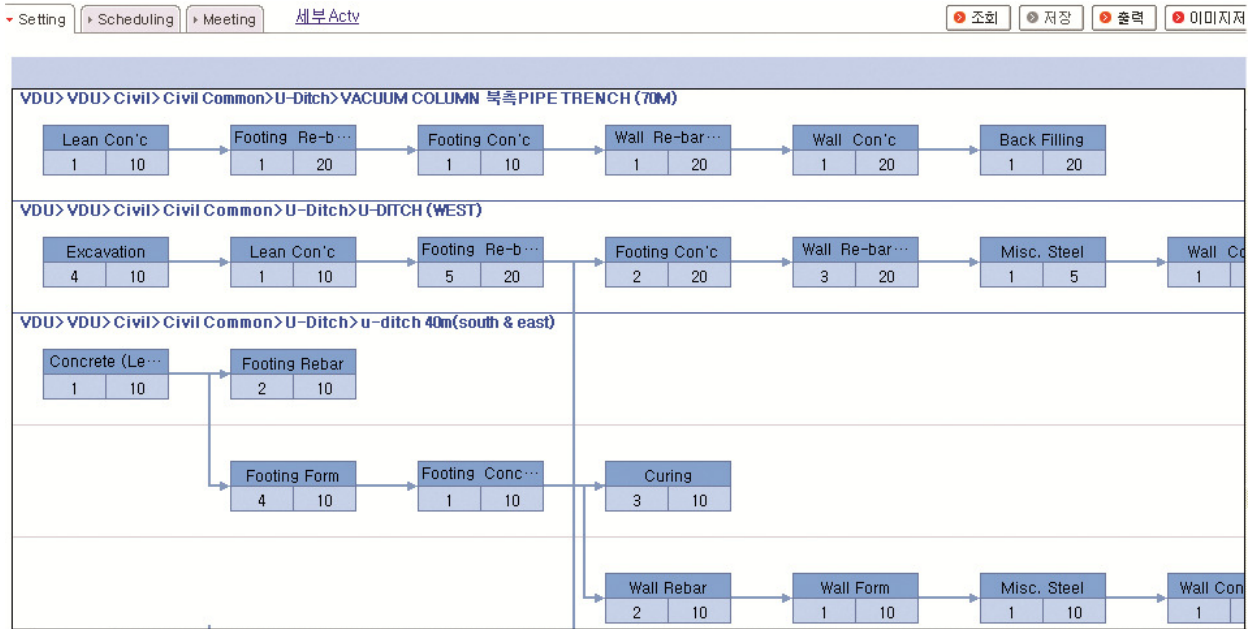 Setting Scheduling Meeting 세부Actv 조회 저장 출력 이미지저
VDU>VDU>Civil>Civil Common>U-Ditch>VACUUM COLUMN 북측PIPE TRENCH (70M)
Lean Con'c Footing Re-b… Footing Con'c Wall Re-bar… Wall Con'c Back Filling
1 10 1 20 1 10 1 20 1 20 1 20
VDU>VDU>Civil>Civil Common>U-Ditch>U-DITCH (WEST)
Excavation Lean Con'c Footing Re-b… Footing Con'c Wall Re-bar… Misc. Steel Wall Co
4 10 1 10 5 20 2 20 3 20 1 5 1
VDU>VDU>Civil>Civil Common>U-Ditch>u-ditch 40m(south & east)
Concrete (Le… Footing Rebar
1 10 2 10
Footing Form Footing Conc… Curing
4 10 1 10 3 10
Wall Rebar Wall Form Misc. Steel Wall Con
2 10 1 10 1 10 1